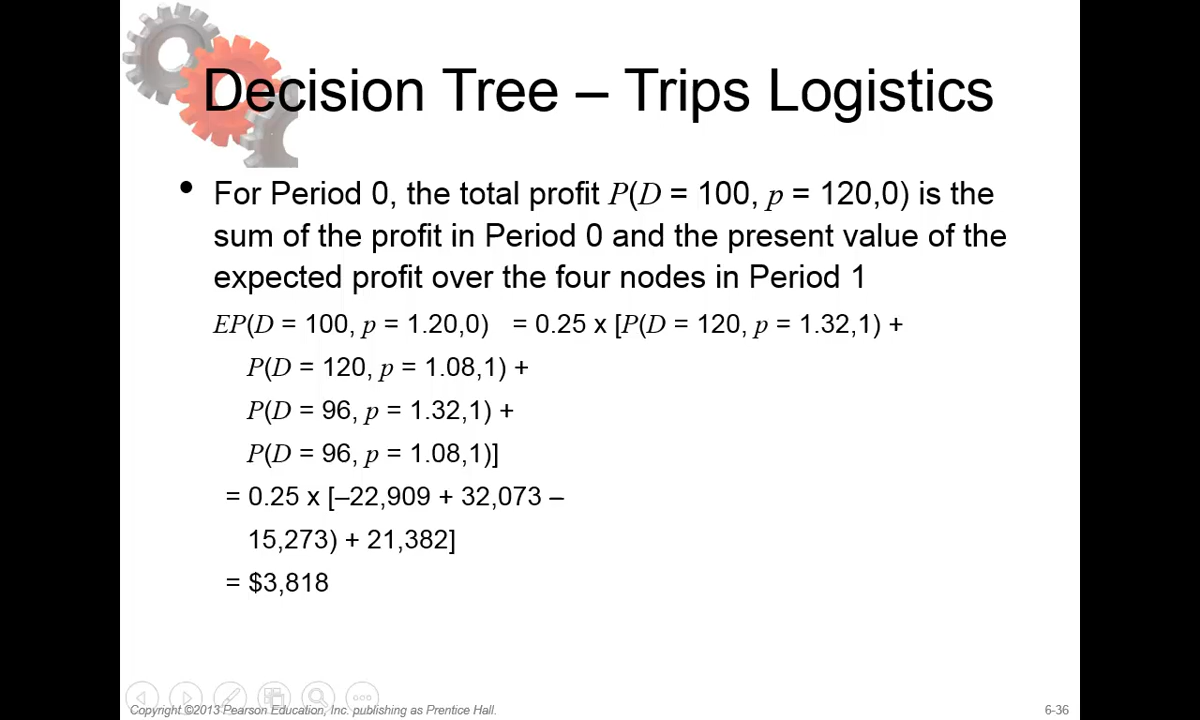 Decision Tree – Trips Logistics
• For Period 0, the total profit P(D = 100, p = 120,0) is the
sum of the profit in Period 0 and the present value of the
expected profit over the four nodes in Period 1
EP(D = 100, p = 1.20,0) = 0.25 x [P(D = 120, p = 1.32,1) +
P(D = 120, p = 1.08,1) +
P(D = 96, p = 1.32,1) +
P(D = 96, p = 1.08,1)]
= 0.25 x [–22,909 + 32,073 –
15,273) + 21,382]
= $3,818
Copyright ©2013 Pearson Education, Inc. publishing as Prentice Hall.
6-36